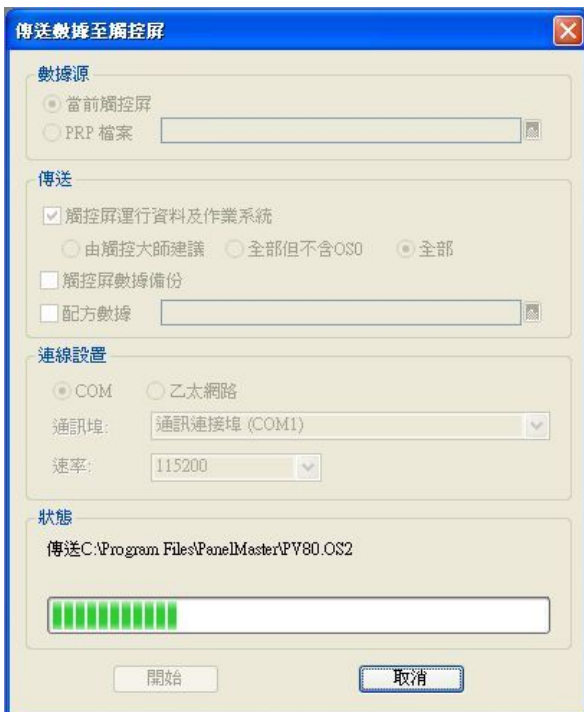 傳送數據至觸控屏
數據源
當前觸控屏
PRP 檔案
傳送
觸控屏運行資料及作業系統
由觸控大師建議 全部但不含OS0 全部
觸控屏數據備份
配方數據
連線設置
COM 乙太網路
通訊埠: 通訊連接埠 (COM1)
速率: 115200
狀態
傳送C:\Program Files\PanelMaster\PV80.OS2
開始 取消